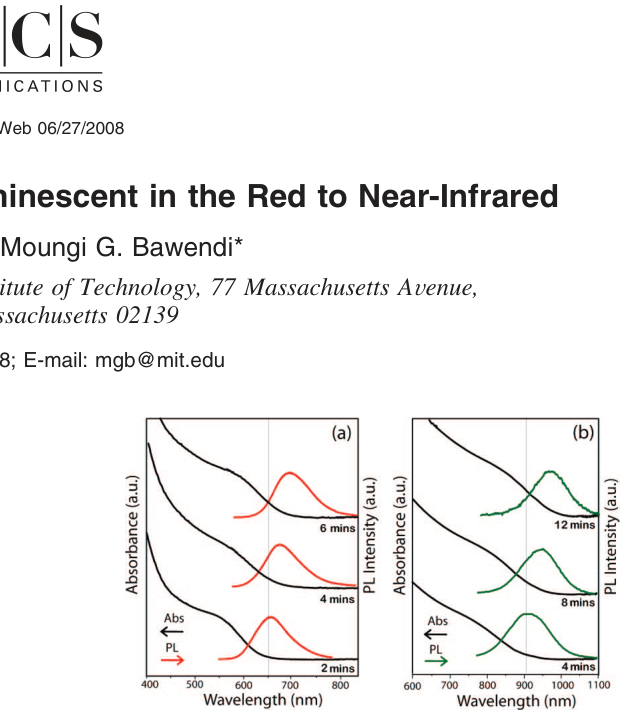 |C|S
NICATIONS
Web 06/27/2008
minescent in the Red to Near-Infrared
Moungi G. Bawendi*
itute of Technology, 77 Massachusetts Avenue,
ssachusetts 02139
8; E-mail: mgb@mit.edu
(a)
Absorbance (a.u.)
PL Intensity (a.u.)
6 mins
4 mins
2 mins
Abs
PL
400 500 600 700 800
Wavelength (nm)
(b)
Absorbance (a.u.)
PL Intensity (a.u.)
12 mins
8 mins
4 mins
Abs
PL
600 700 800 900 1000 1100
Wavelength (nm)